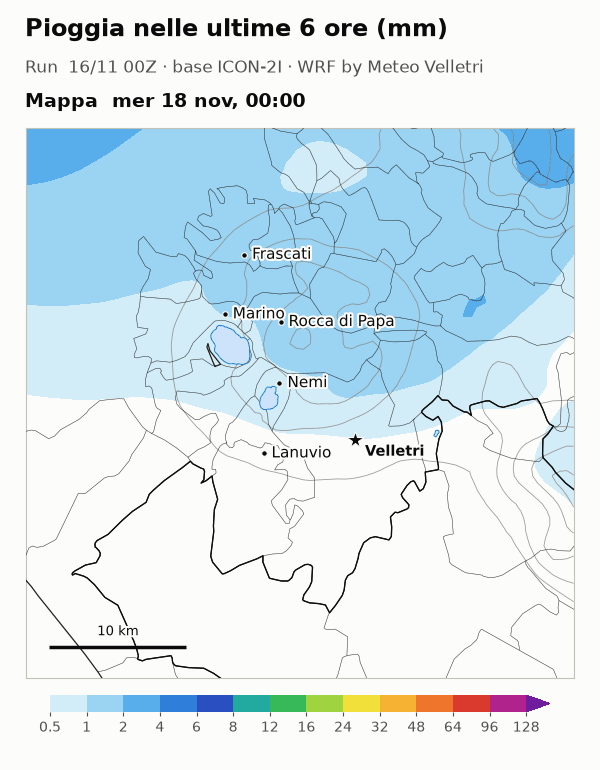 Pioggia nelle ultime 6 ore (mm)
Run  16/11 00Z · base ICON-2I · WRF by Meteo Velletri
Mappa  mer 18 nov, 00:00
Frascati
Marino
Rocca di Papa
Nemi
Velletri
Lanuvio
10 km
0.5 1 2 4 6 8 12 16 24 32 48 64 96 128